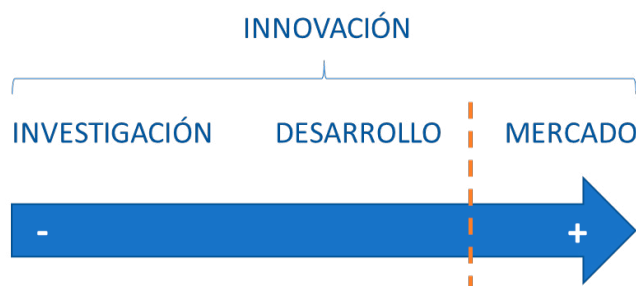 INNOVACIÓN
INVESTIGACIÓN DESARROLLO MERCADO
- +